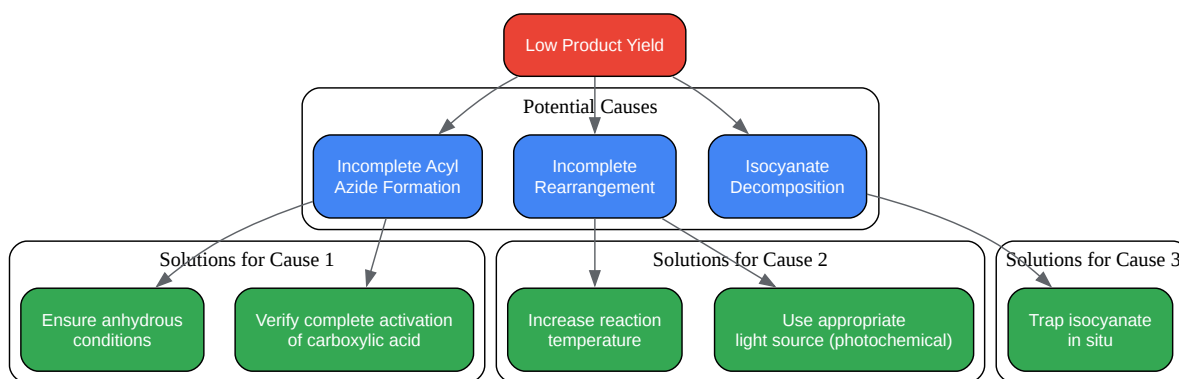 Low Product Yield
Potential Causes
Incomplete Acyl
Azide Formation
Incomplete
Rearrangement
Isocyanate
Decomposition
Solutions for Cause 1
Ensure anhydrous
conditions
Verify complete activation
of carboxylic acid
Solutions for Cause 2
Increase reaction
temperature
Use appropriate
light source (photochemical)
Solutions for Cause 3
Trap isocyanate
in situ